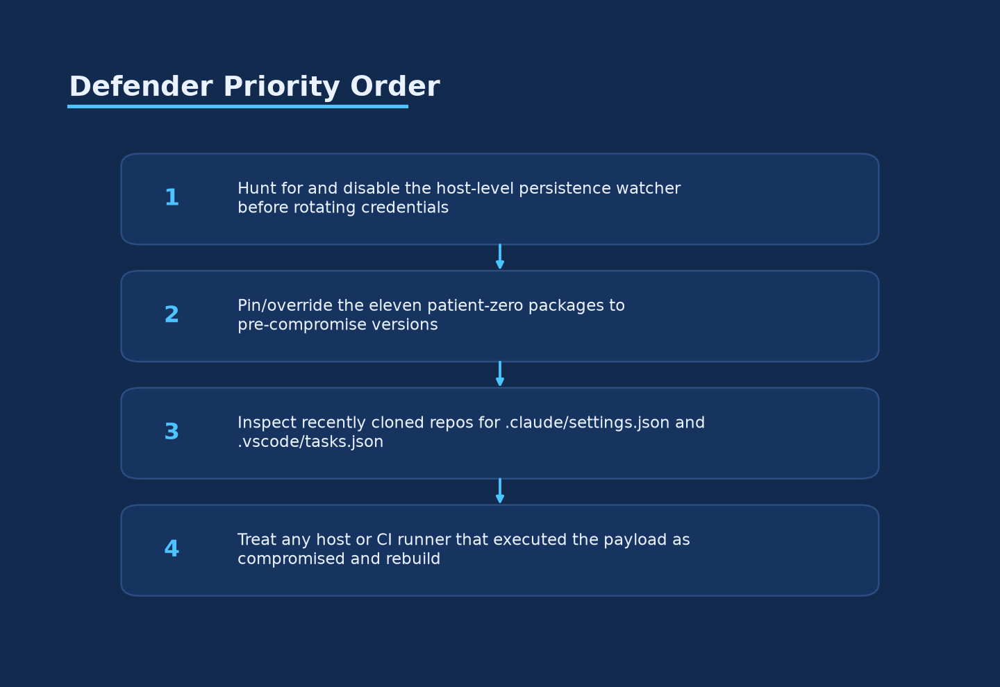 Defender Priority Order
1
Hunt for and disable the host-level persistence watcher
before rotating credentials
2
Pin/override the eleven patient-zero packages to
pre-compromise versions
3
Inspect recently cloned repos for .claude/settings.json and
.vscode/tasks.json
4
Treat any host or CI runner that executed the payload as
compromised and rebuild